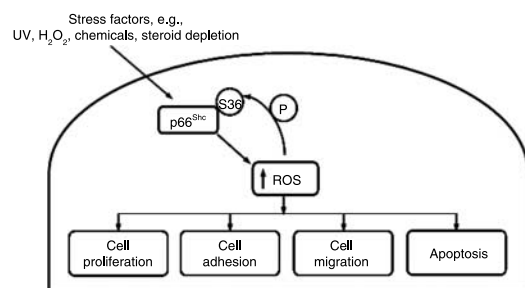 Stress factors, e.g.,
UV, H₂O₂, chemicals, steroid depletion
S36
P
p66ˢʰᶜ
ROS
Cell
proliferation
Cell
adhesion
Cell
migration
Apoptosis